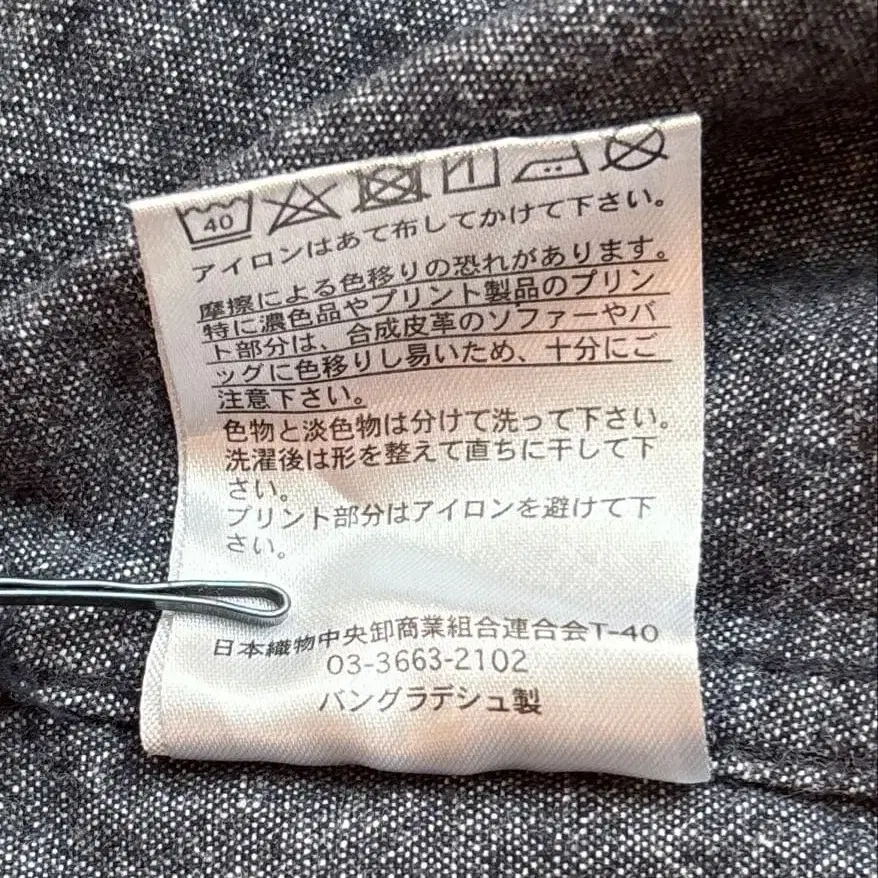 40
アイロンはあて布してかけて下さい。
摩擦による色移りの恐れがあります。
特に濃色品やプリント製品のプリン
ト部分は、合成皮革のソファーやバ
ッグに色移りし易いため、十分にご
注意下さい。
色物と淡色物は分けて洗って下さい。
洗濯後は形を整えて直ちに干して下
さい。
プリント部分はアイロンを避けて下
さい。
日本織物中央卸商業組合連合会T-40
03-3663-2102
バングラデシュ製